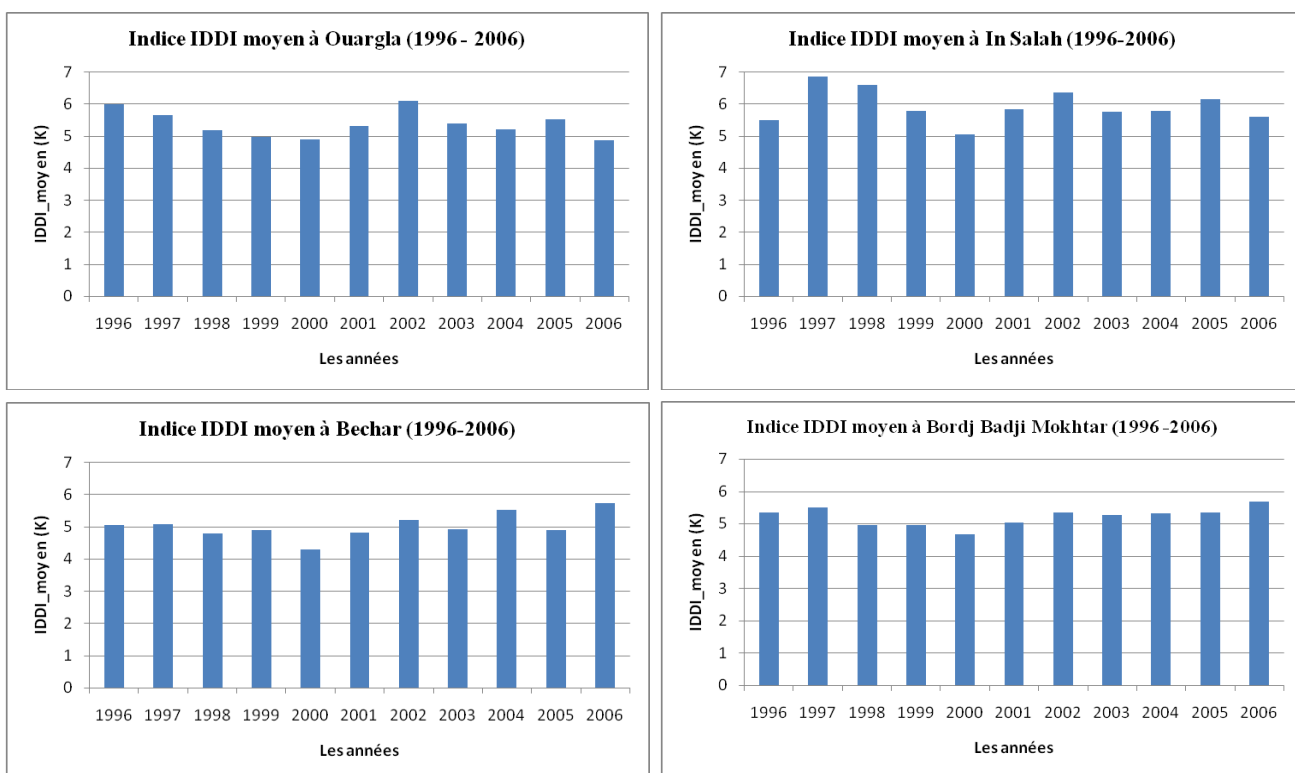 Indice IDDI moyen à Ouargla (1996 - 2006)
IDDI_moyen (K)
7
6
5
4
3
2
1
0
1996 1997 1998 1999 2000 2001 2002 2003 2004 2005 2006
Les années
Indice IDDI moyen à In Salah (1996-2006)
IDDI_moyen (K)
7
6
5
4
3
2
1
0
1996 1997 1998 1999 2000 2001 2002 2003 2004 2005 2006
Les années
Indice IDDI moyen à Bechar (1996-2006)
IDDI_moyen (K)
7
6
5
4
3
2
1
0
1996 1997 1998 1999 2000 2001 2002 2003 2004 2005 2006
Les années
Indice IDDI moyen à Bordj Badji Mokhtar (1996 -2006)
IDDI_moyen (K)
7
6
5
4
3
2
1
0
1996 1997 1998 1999 2000 2001 2002 2003 2004 2005 2006
Les années